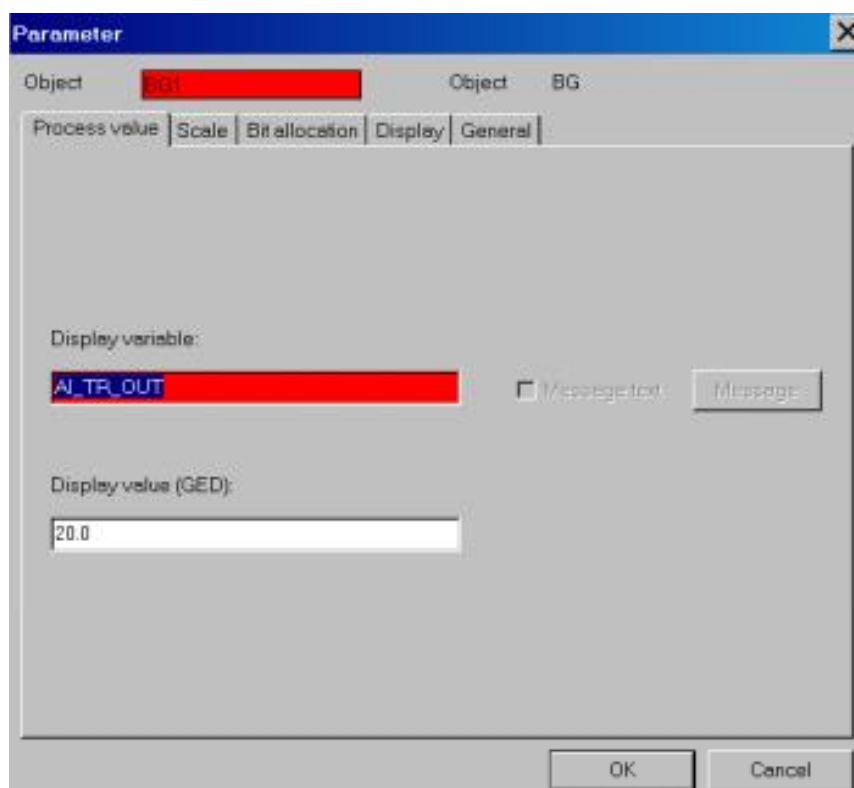 Parameter
Object BG1 Object BG
Process value Scale Bit allocation Display General
Display variable:
AI_TR_OUT Message text Message
Display value (GED):
20.0
OK Cancel